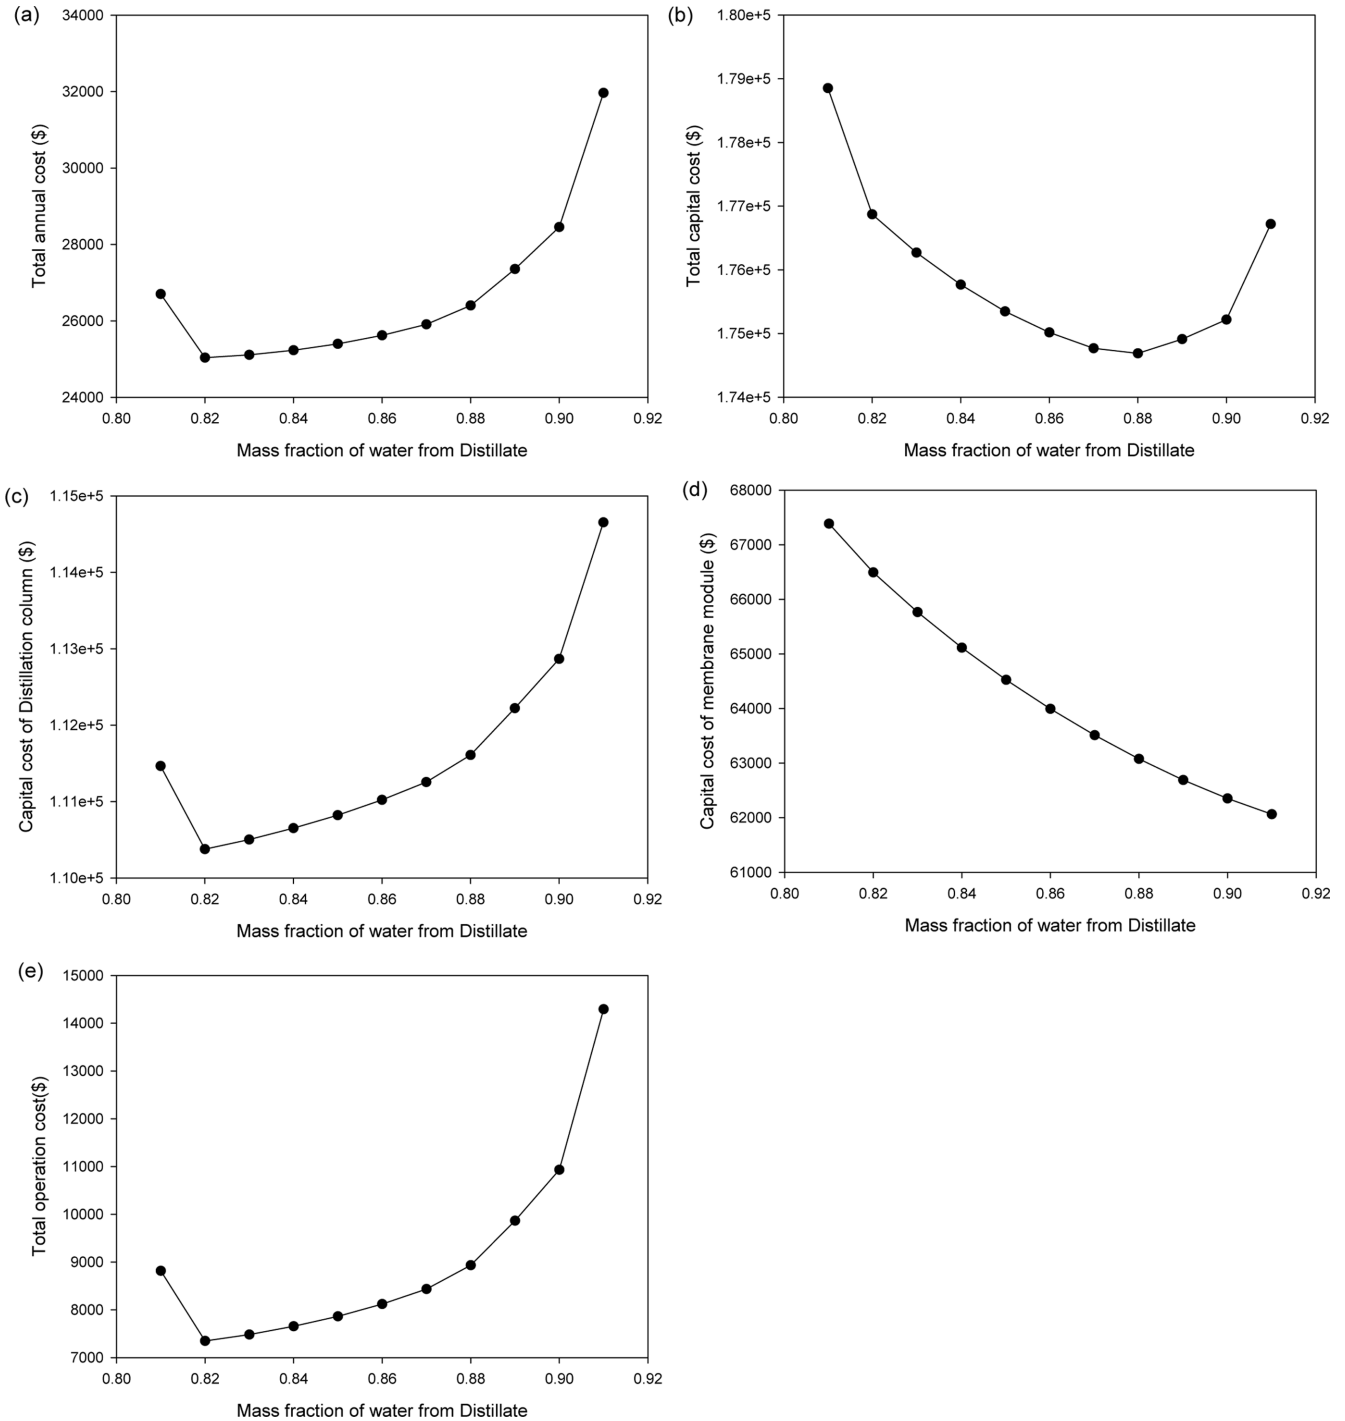 (a)
Total annual cost ($)
34000
32000
30000
28000
26000
24000
0.80 0.82 0.84 0.86 0.88 0.90 0.92
Mass fraction of water from Distillate
(b)
Total capital cost ($)
1.80e+5
1.79e+5
1.78e+5
1.77e+5
1.76e+5
1.75e+5
1.74e+5
0.80 0.82 0.84 0.86 0.88 0.90 0.92
Mass fraction of water from Distillate
(c)
Capital cost of Distillation column ($)
1.15e+5
1.14e+5
1.13e+5
1.12e+5
1.11e+5
1.10e+5
0.80 0.82 0.84 0.86 0.88 0.90 0.92
Mass fraction of water from Distillate
(d)
Capital cost of membrane module ($)
68000
67000
66000
65000
64000
63000
62000
61000
0.80 0.82 0.84 0.86 0.88 0.90 0.92
Mass fraction of water from Distillate
(e)
Total operation cost($)
15000
14000
13000
12000
11000
10000
9000
8000
7000
0.80 0.82 0.84 0.86 0.88 0.90 0.92
Mass fraction of water from Distillate